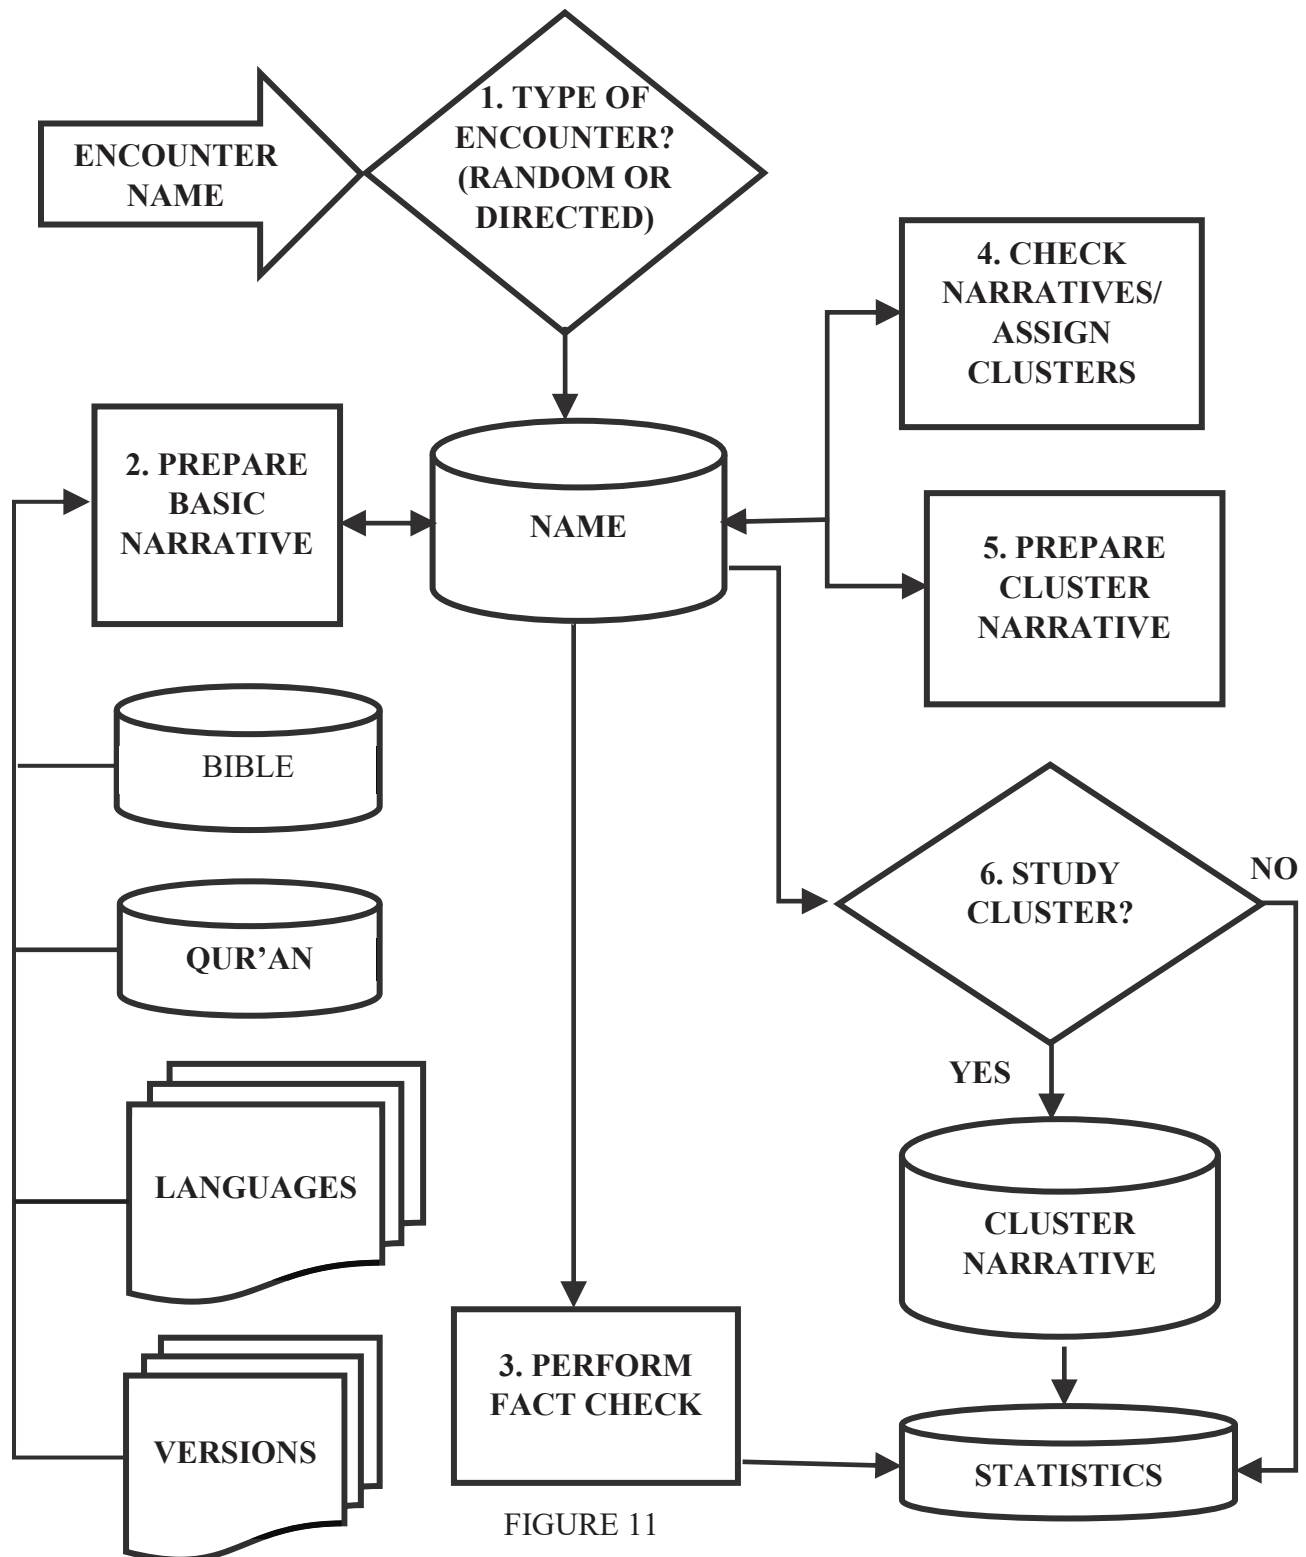 1. TYPE OF
ENCOUNTER?
(RANDOM OR
DIRECTED)
ENCOUNTER
NAME
4. CHECK
NARRATIVES/
ASSIGN
CLUSTERS
2. PREPARE
BASIC
NARRATIVE
NAME
5. PREPARE
CLUSTER
NARRATIVE
BIBLE
6. STUDY
CLUSTER?
NO
QUR’AN
YES
LANGUAGES
CLUSTER
NARRATIVE
3. PERFORM
FACT CHECK
VERSIONS
STATISTICS
FIGURE 11